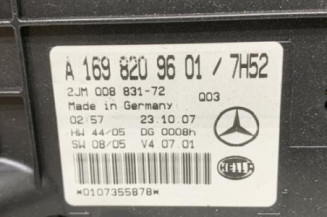 A 169 820 96 01 / 7H52
2JM 008 831-72 Q03
Made in Germany
02:57 23.10.07
HW 44/05 DG 0008h
SW 08/05 V4.07.01
HELLA
*0107355878*